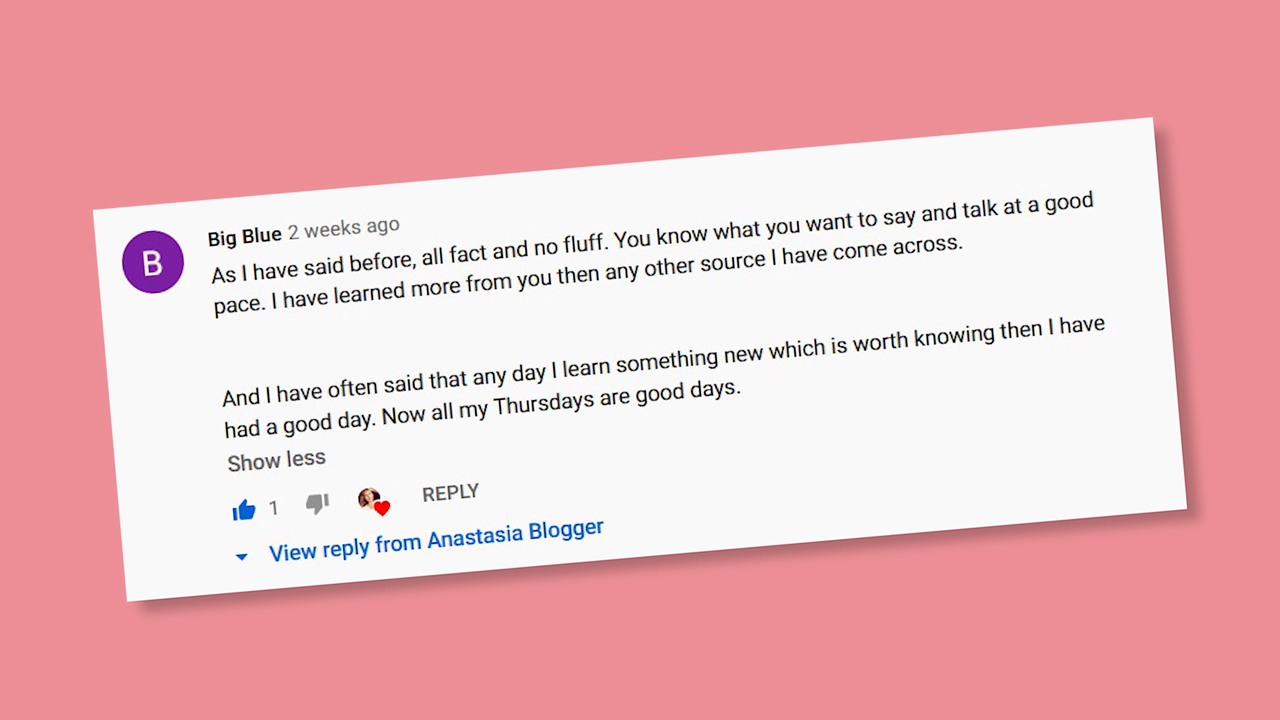 B
Big Blue 2 weeks ago
As I have said before, all fact and no fluff. You know what you want to say and talk at a good
pace. I have learned more from you then any other source I have come across.
And I have often said that any day I learn something new which is worth knowing then I have
had a good day. Now all my Thursdays are good days.
Show less
1 REPLY
View reply from Anastasia Blogger